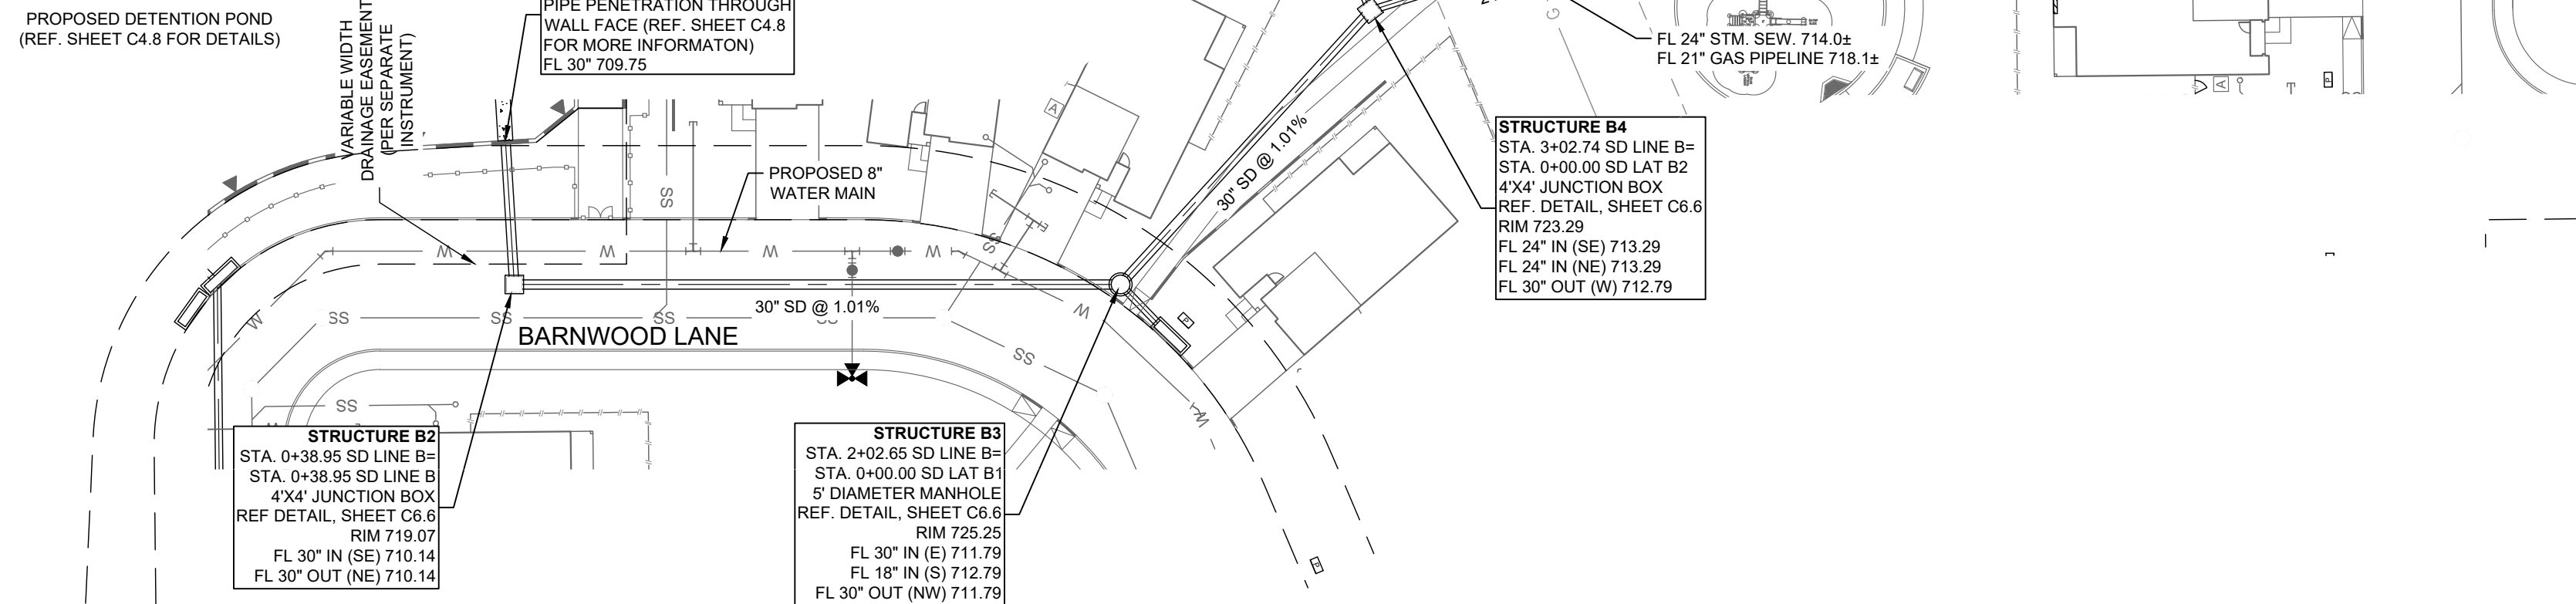 PROPOSED DETENTION POND
(REF. SHEET C4.8 FOR DETAILS)
VARIABLE WIDTH
DRAINAGE EASEMENT
(PER SEPARATE
INSTRUMENT)
PIPE PENETRATION THROUGH
WALL FACE (REF. SHEET C4.8
FOR MORE INFORMATON)
FL 30" 709.75
PROPOSED 8"
WATER MAIN
30" SD @ 1.01%
FL 24" STM. SEW. 714.0±
FL 21" GAS PIPELINE 718.1±
STRUCTURE B4
STA. 3+02.74 SD LINE B=
STA. 0+00.00 SD LAT B2
4'X4' JUNCTION BOX
REF. DETAIL, SHEET C6.6
RIM 723.29
FL 24" IN (SE) 713.29
FL 24" IN (NE) 713.29
FL 30" OUT (W) 712.79
G
A
A
P
T
SS
SS
W
W
W
W
W
W
30" SD @ 1.01%
SS
SS
SS
SS
SS
SS
BARNWOOD LANE
P
P
STRUCTURE B2
STA. 0+38.95 SD LINE B=
STA. 0+38.95 SD LINE B
4'X4' JUNCTION BOX
REF DETAIL, SHEET C6.6
RIM 719.07
FL 30" IN (SE) 710.14
FL 30" OUT (NE) 710.14
STRUCTURE B3
STA. 2+02.65 SD LINE B=
STA. 0+00.00 SD LAT B1
5' DIAMETER MANHOLE
REF. DETAIL, SHEET C6.6
RIM 725.25
FL 30" IN (E) 711.79
FL 18" IN (S) 712.79
FL 30" OUT (NW) 711.79